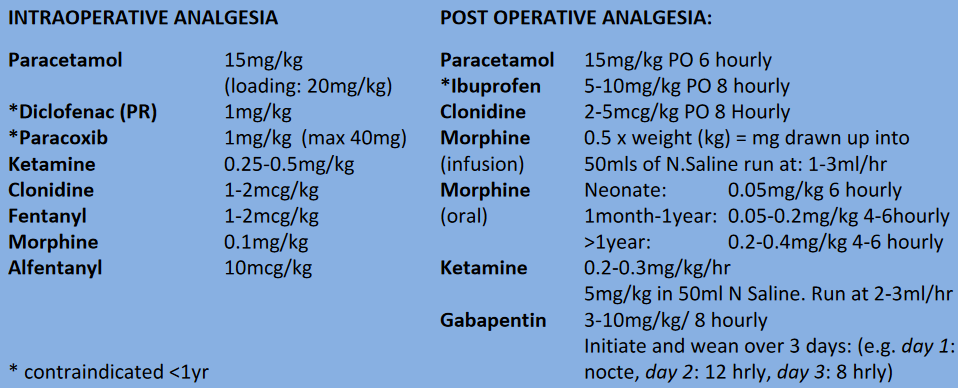 INTRAOPERATIVE ANALGESIA
Paracetamol 15mg/kg
(loading: 20mg/kg)
*Diclofenac (PR) 1mg/kg
*Paracoxib 1mg/kg (max 40mg)
Ketamine 0.25-0.5mg/kg
Clonidine 1-2mcg/kg
Fentanyl 1-2mcg/kg
Morphine 0.1mg/kg
Alfentanyl 10mcg/kg
* contraindicated <1yr
POST OPERATIVE ANALGESIA:
Paracetamol 15mg/kg PO 6 hourly
*Ibuprofen 5-10mg/kg PO 8 hourly
Clonidine 2-5mcg/kg PO 8 Hourly
Morphine 0.5 x weight (kg) = mg drawn up into
(infusion) 50mls of N.Saline run at: 1-3ml/hr
Morphine Neonate: 0.05mg/kg 6 hourly
(oral) 1month-1year: 0.05-0.2mg/kg 4-6hourly
>1year: 0.2-0.4mg/kg 4-6 hourly
Ketamine 0.2-0.3mg/kg/hr
5mg/kg in 50ml N Saline. Run at 2-3ml/hr
Gabapentin 3-10mg/kg/ 8 hourly
Initiate and wean over 3 days: (e.g. day 1:
nocte, day 2: 12 hrly, day 3: 8 hrly)